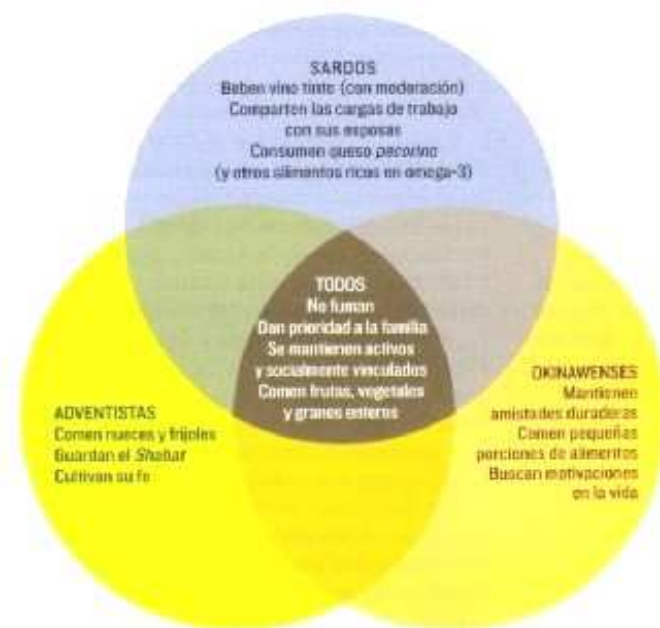 SARDOS
Beben vino tinto (con moderación)
Comparten las cargas de trabajo
con sus esposas
Consumen queso pecorino
(y otros alimentos ricos en omega-3)
TODOS
No fuman
Dan prioridad a la familia
Se mantienen activos
y socialmente vinculados
Comen frutas, vegetales
y granos enteros
ADVENTISTAS
Comen nueces y frijoles
Guardan el Shabat
Cultivan su fe
OKINAWENSES
Mantienen
amistades duraderas
Comen pequeñas
porciones de alimentos
Buscan motivaciones
en la vida